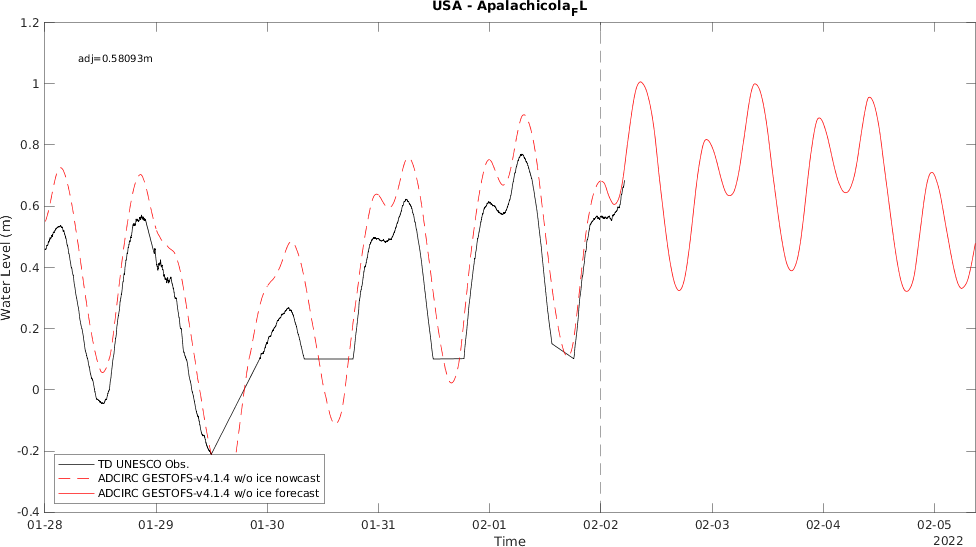 USA - Apalachicola_FL
1.2
adj=0.58093m
1
0.8
0.6
0.4
0.2
0
-0.2
-0.4
Water Level (m)
TD UNESCO Obs.
ADCIRC GESTOFS-v4.1.4 w/o ice nowcast
ADCIRC GESTOFS-v4.1.4 w/o ice forecast
01-28 01-29 01-30 01-31 02-01 02-02 02-03 02-04 02-05
Time
2022